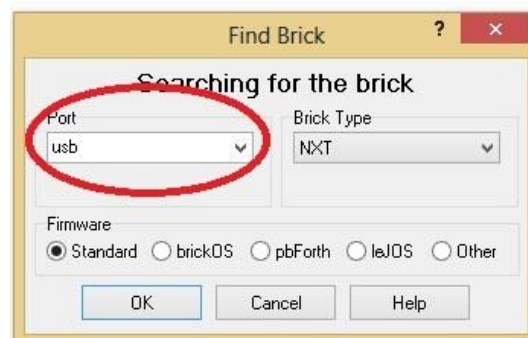 Find Brick ? ×
Searching for the brick
Port Brick Type
usb NXT
Firmware
Standard brickOS pbForth leJOS Other
OK Cancel Help